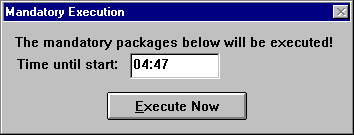 Mandatory Execution
The mandatory packages below will be executed!
Time until start: 04:47
Execute Now